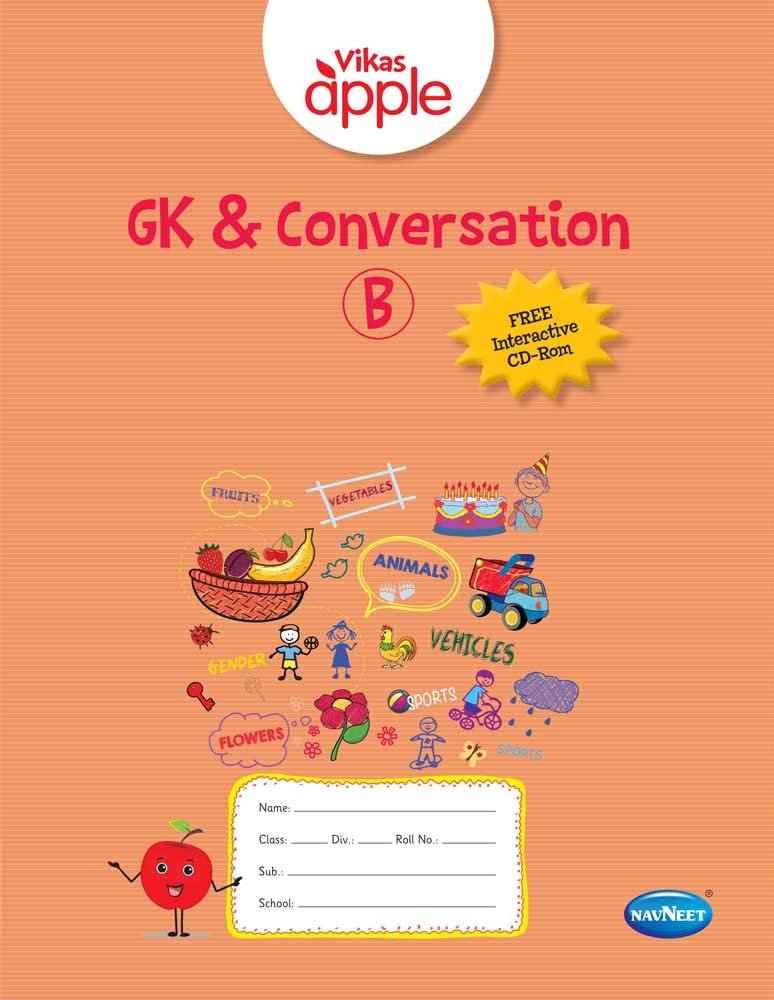 Vikas
apple
GK & Conversation
B
FREE
Interactive
CD-Rom
FRUITS
VEGETABLES
ANIMALS
GENDER
VEHICLES
SPORTS
FLOWERS
SPORTS
Name:
Class: Div.: Roll No.:
Sub.:
School:
NAVNEET ®